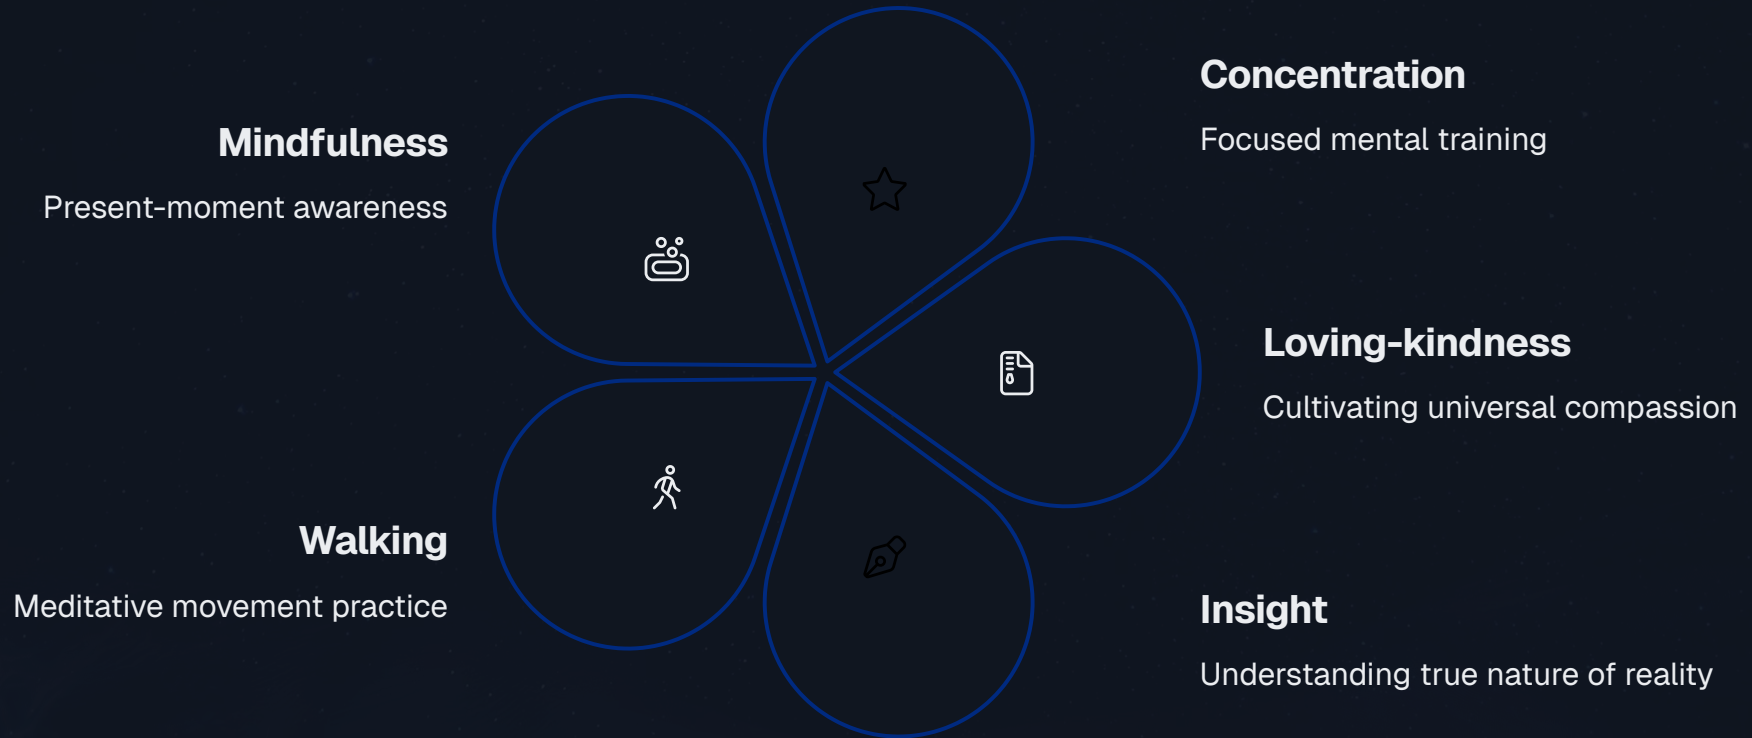 Mindfulness
Present-moment awareness
Concentration
Focused mental training
Loving-kindness
Cultivating universal compassion
Walking
Meditative movement practice
Insight
Understanding true nature of reality